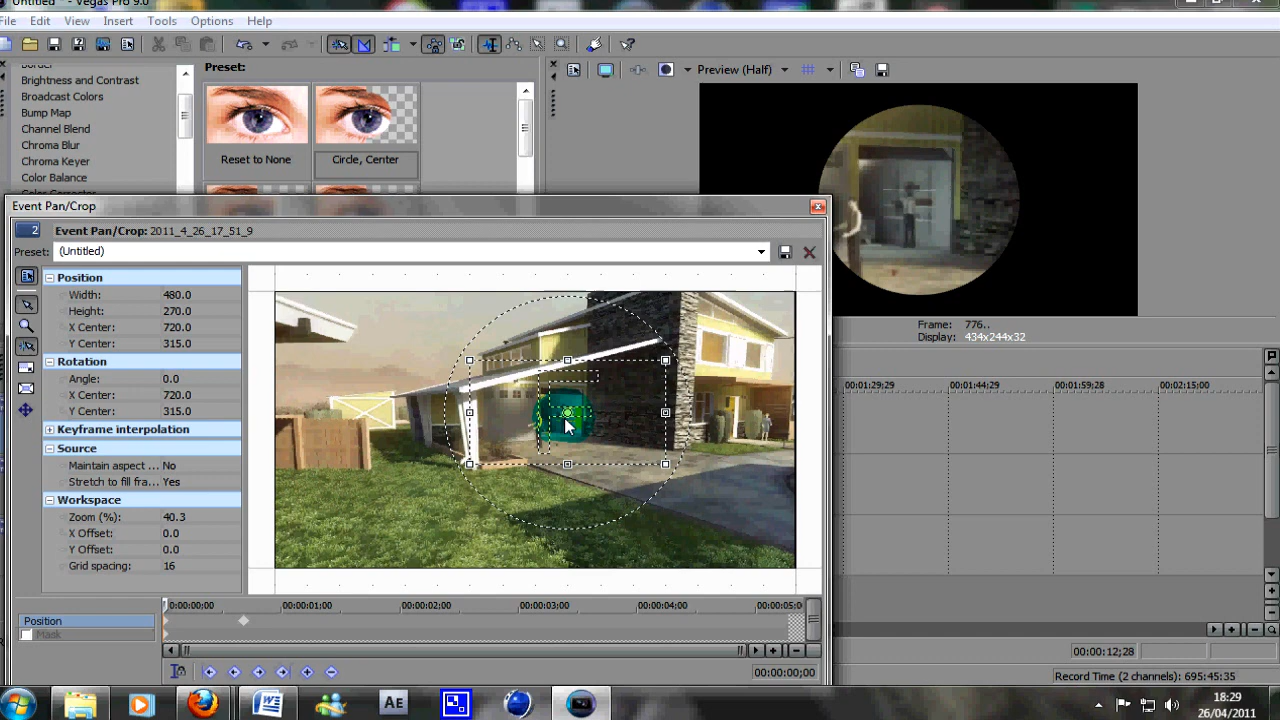 Untitled * - Vegas Pro 9.0
File Edit View Insert Tools Options Help
Preset:
Border
Brightness and Contrast
Broadcast Colors
Bump Map
Channel Blend
Chroma Blur
Chroma Keyer
Color Balance
Color Corrector
Reset to None
Circle, Center
Preview (Half)
Frame: 776..
Display: 434x244x32
Event Pan/Crop
2
Event Pan/Crop: 2011_4_26_17_51_9
Preset: (Untitled)
Position
Width: 480.0
Height: 270.0
X Center: 720.0
Y Center: 315.0
Rotation
Angle: 0.0
X Center: 720.0
Y Center: 315.0
Keyframe interpolation
Source
Maintain aspect ... No
Stretch to fill fra... Yes
Workspace
Zoom (%): 40.3
X Offset: 0.0
Y Offset: 0.0
Grid spacing: 16
00:01:29;29 00:01:44;29 00:01:59;28 00:02:15;00
0:00:00;00 00:00:01;00 00:00:02;00 00:00:03;00 00:00:04;00 00:00:05;0
Position
Mask
00:00:00;00
00:00:12;28
Record Time (2 channels): 695:45:35
AE
18:29
26/04/2011